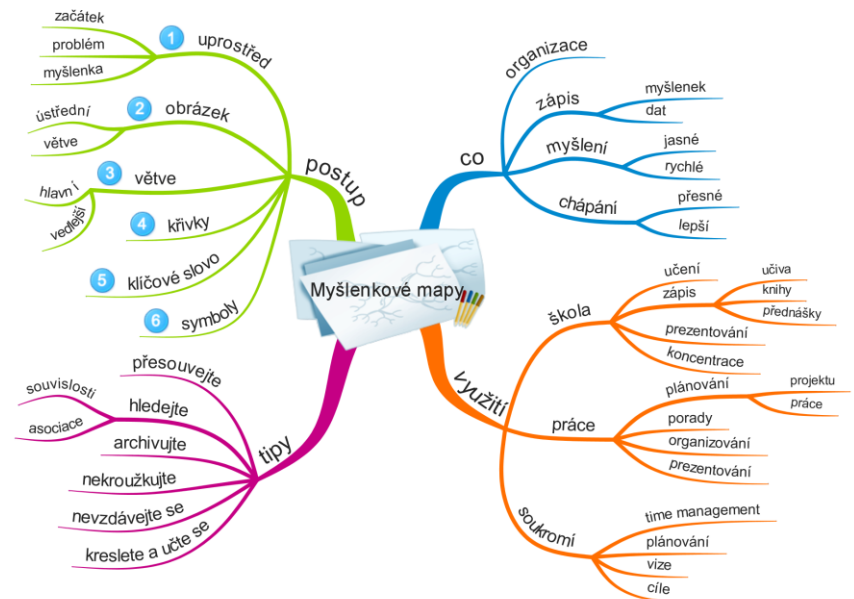 Myšlenkové mapy
postup
1 uprostřed
začátek
problém
myšlenka
2 obrázek
ústřední
větve
3 větve
hlavní
vedlejší
4 křivky
5 klíčové slovo
6 symboly
co
organizace
zápis
myšlenek
dat
myšlení
jasné
rychlé
chápání
přesné
lepší
využití
škola
učení
zápis
učiva
knihy
přednášky
prezentování
koncentrace
práce
plánování
projektu
práce
porady
organizování
prezentování
soukromí
time management
plánování
vize
cíle
tipy
přesouvejte
hledejte
souvislosti
asociace
archivujte
nekroužkujte
nevzdávejte se
kreslete a učte se